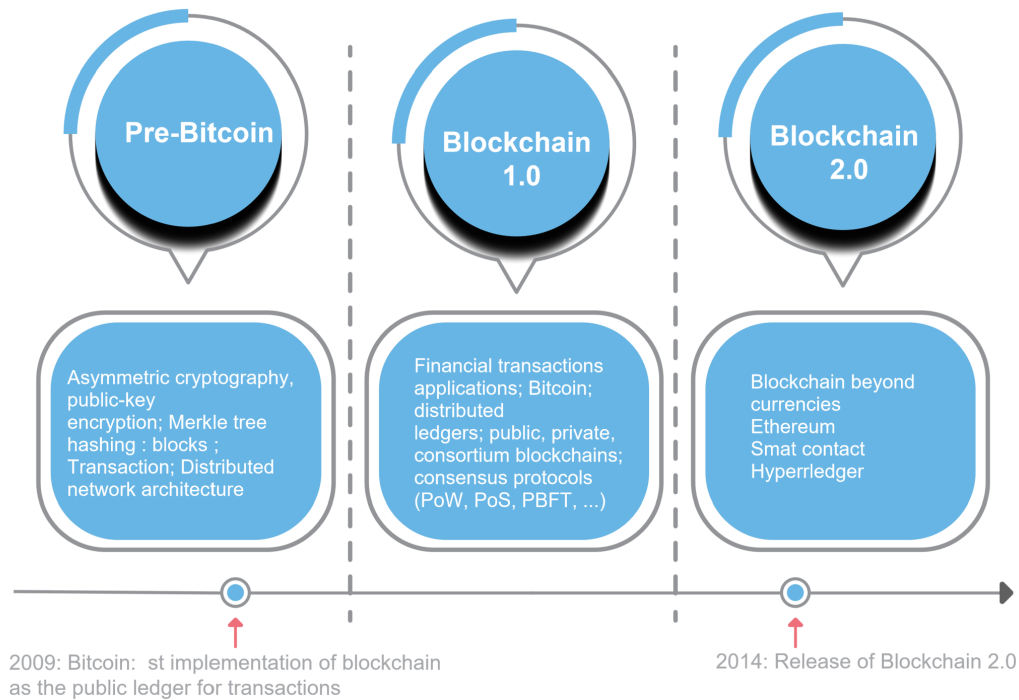 Pre-Bitcoin
Blockchain
1.0
Blockchain
2.0
Asymmetric cryptography,
public-key
encryption; Merkle tree
hashing : blocks ;
Transaction; Distributed
network architecture
Financial transactions
applications; Bitcoin;
distributed
ledgers; public, private,
consortium blockchains;
consensus protocols
(PoW, PoS, PBFT, ...)
Blockchain beyond
currencies
Ethereum
Smat contact
Hyperrledger
2009: Bitcoin:  st implementation of blockchain
as the public ledger for transactions
2014: Release of Blockchain 2.0